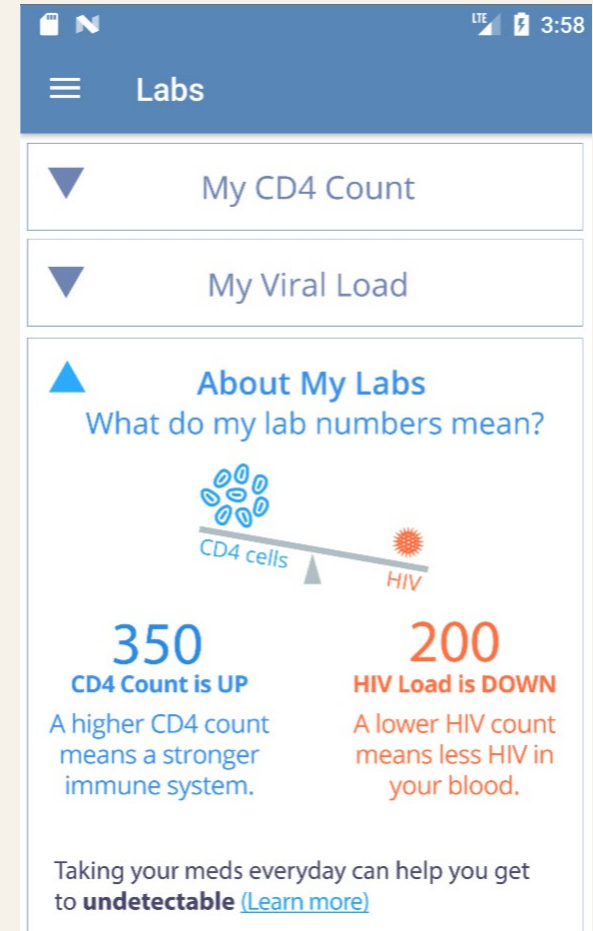 LTE 3:58
Labs
My CD4 Count
My Viral Load
About My Labs
What do my lab numbers mean?
CD4 cells
HIV
350
CD4 Count is UP
A higher CD4 count
means a stronger
immune system.
200
HIV Load is DOWN
A lower HIV count
means less HIV in
your blood.
Taking your meds everyday can help you get
to undetectable (Learn more)